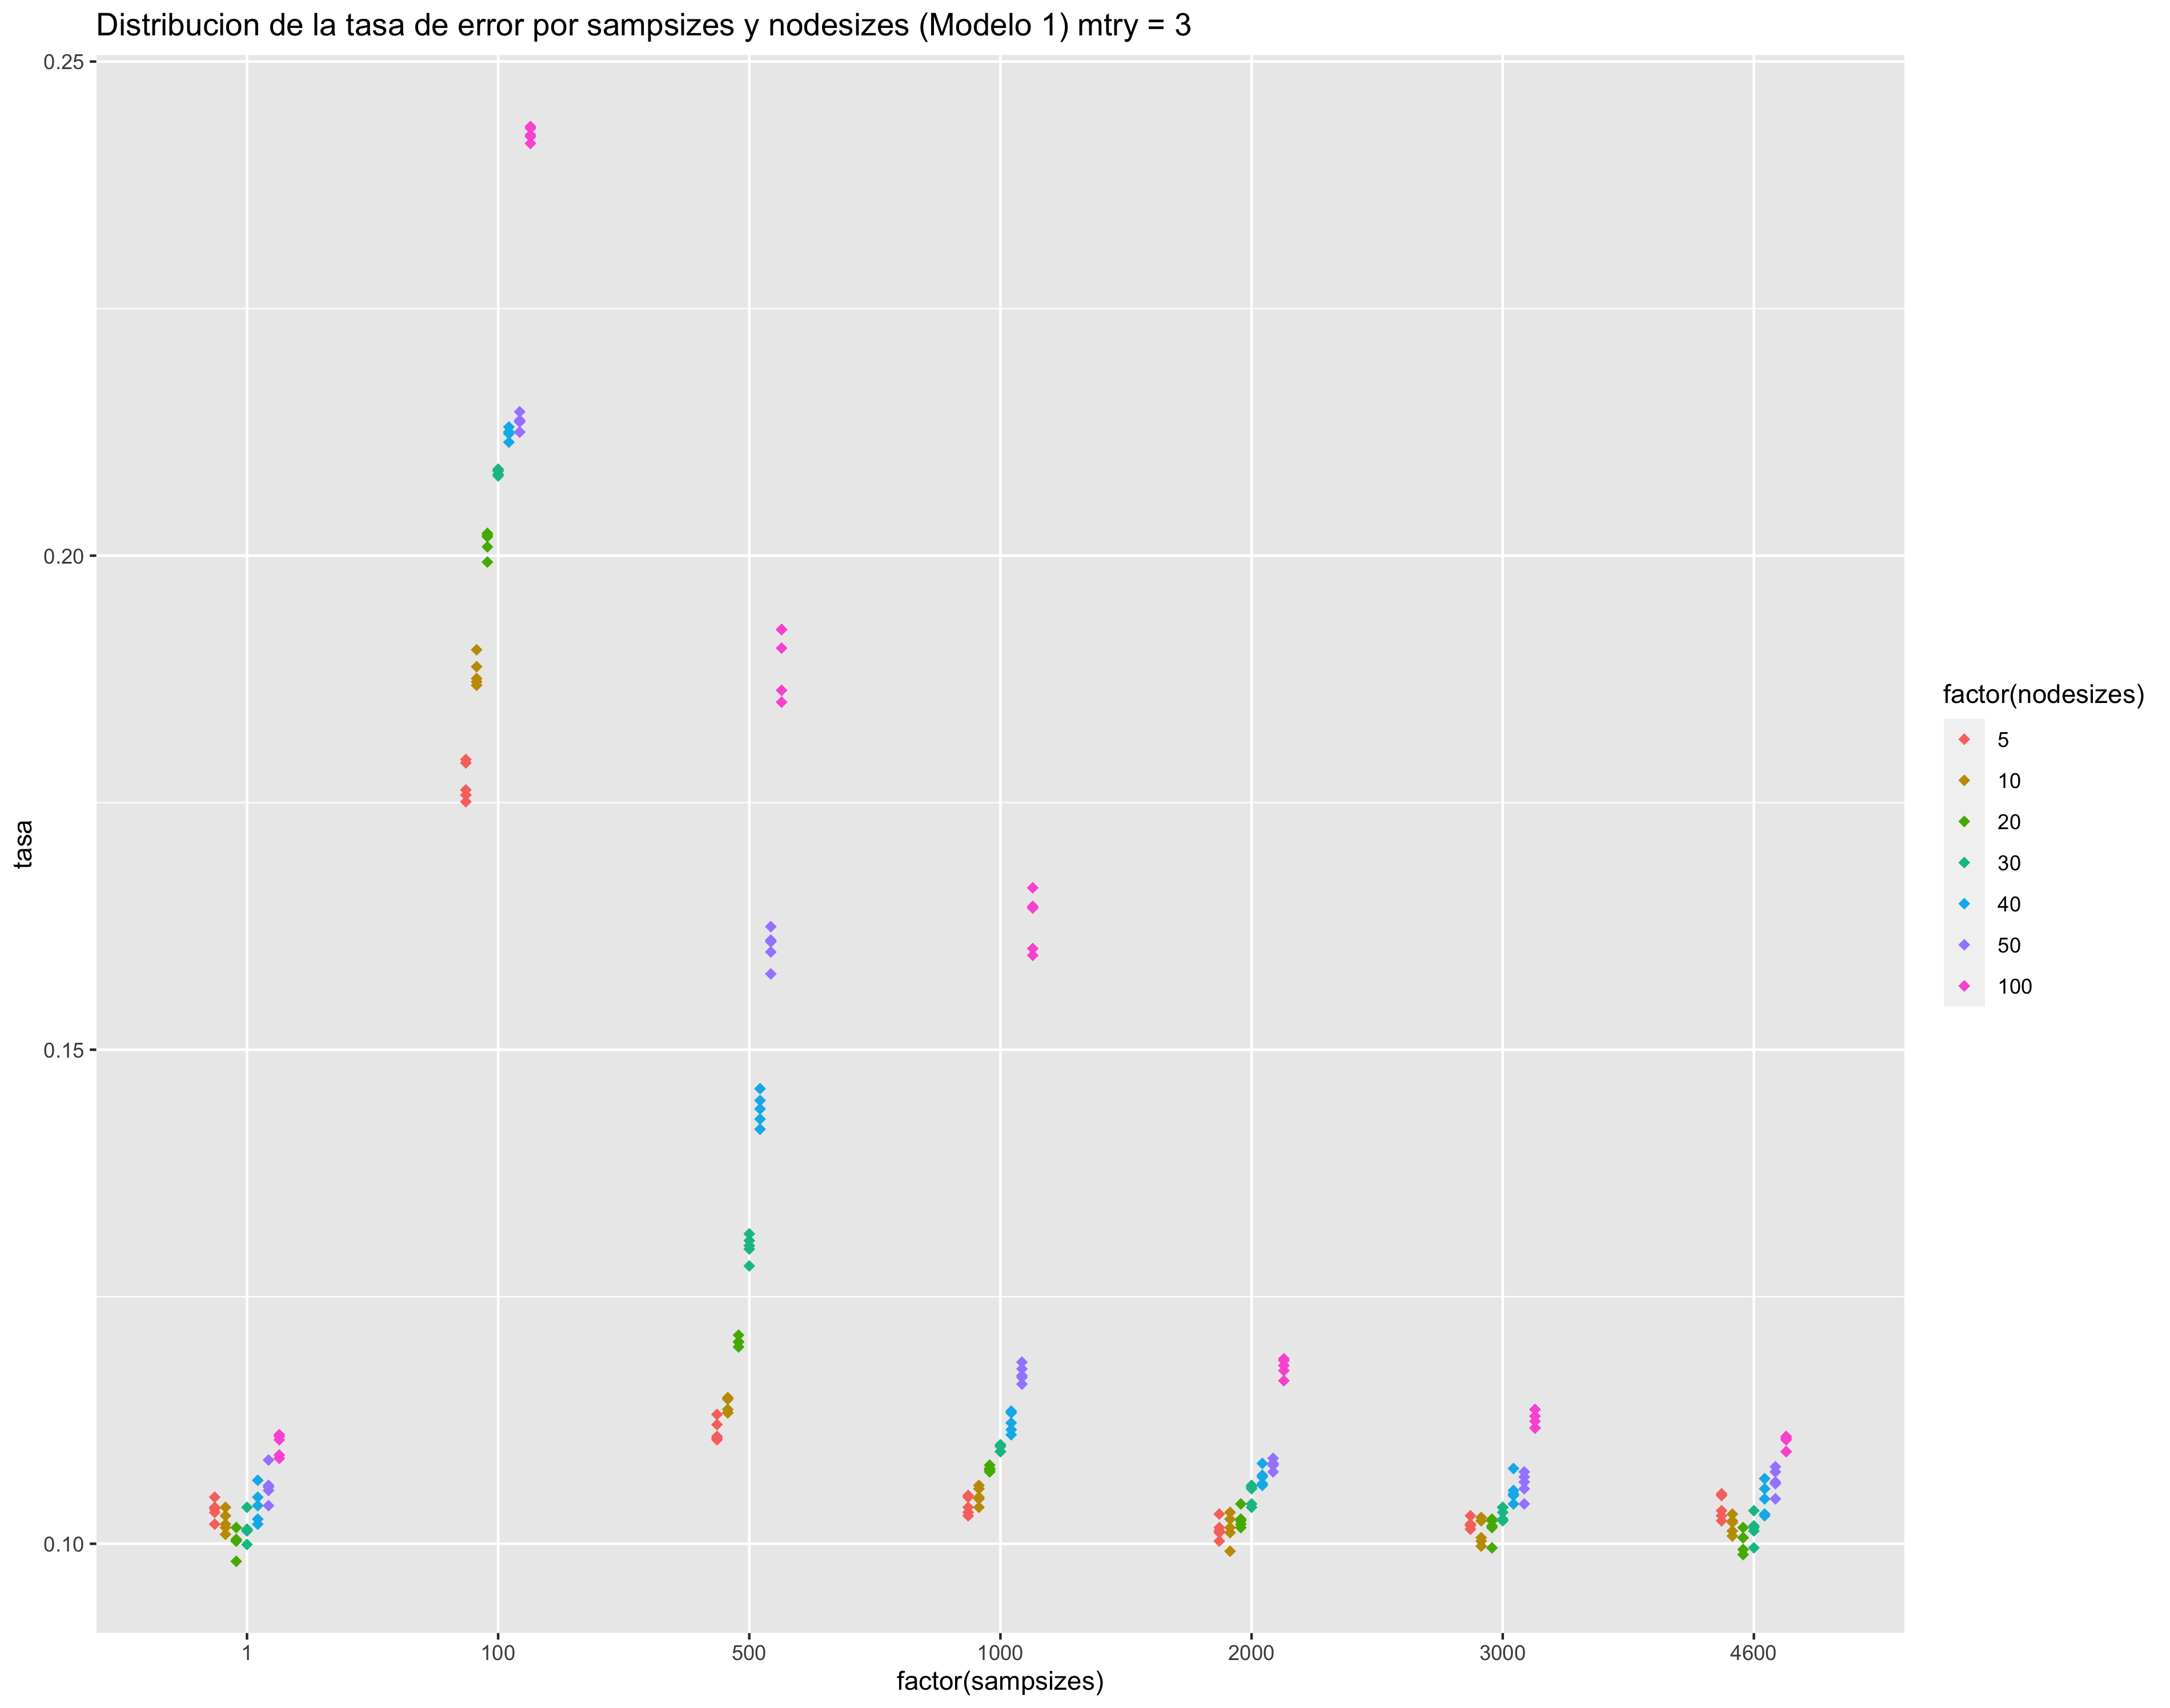 Distribucion de la tasa de error por sampsizes y nodesizes (Modelo 1) mtry = 3
0.25
0.20
0.15
0.10
tasa
1 100 500 1000 2000 3000 4600
factor(sampsizes)
factor(nodesizes)
5
10
20
30
40
50
100